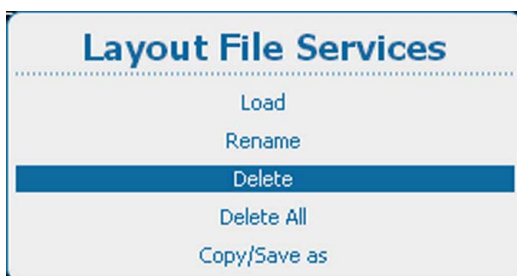 Layout File Services
Load
Rename
Delete
Delete All
Copy/Save as